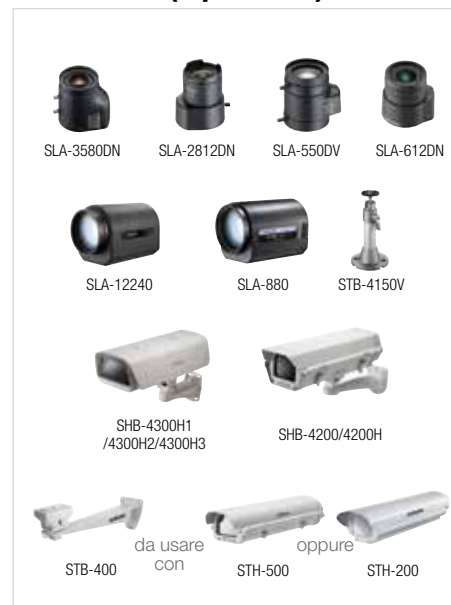 SLA-3580DN SLA-2812DN SLA-550DV SLA-612DN
SLA-12240 SLA-880 STB-4150V
SHB-4300H1
/4300H2/4300H3
SHB-4200/4200H
da usare
con
oppure
STB-400 STH-500 STH-200